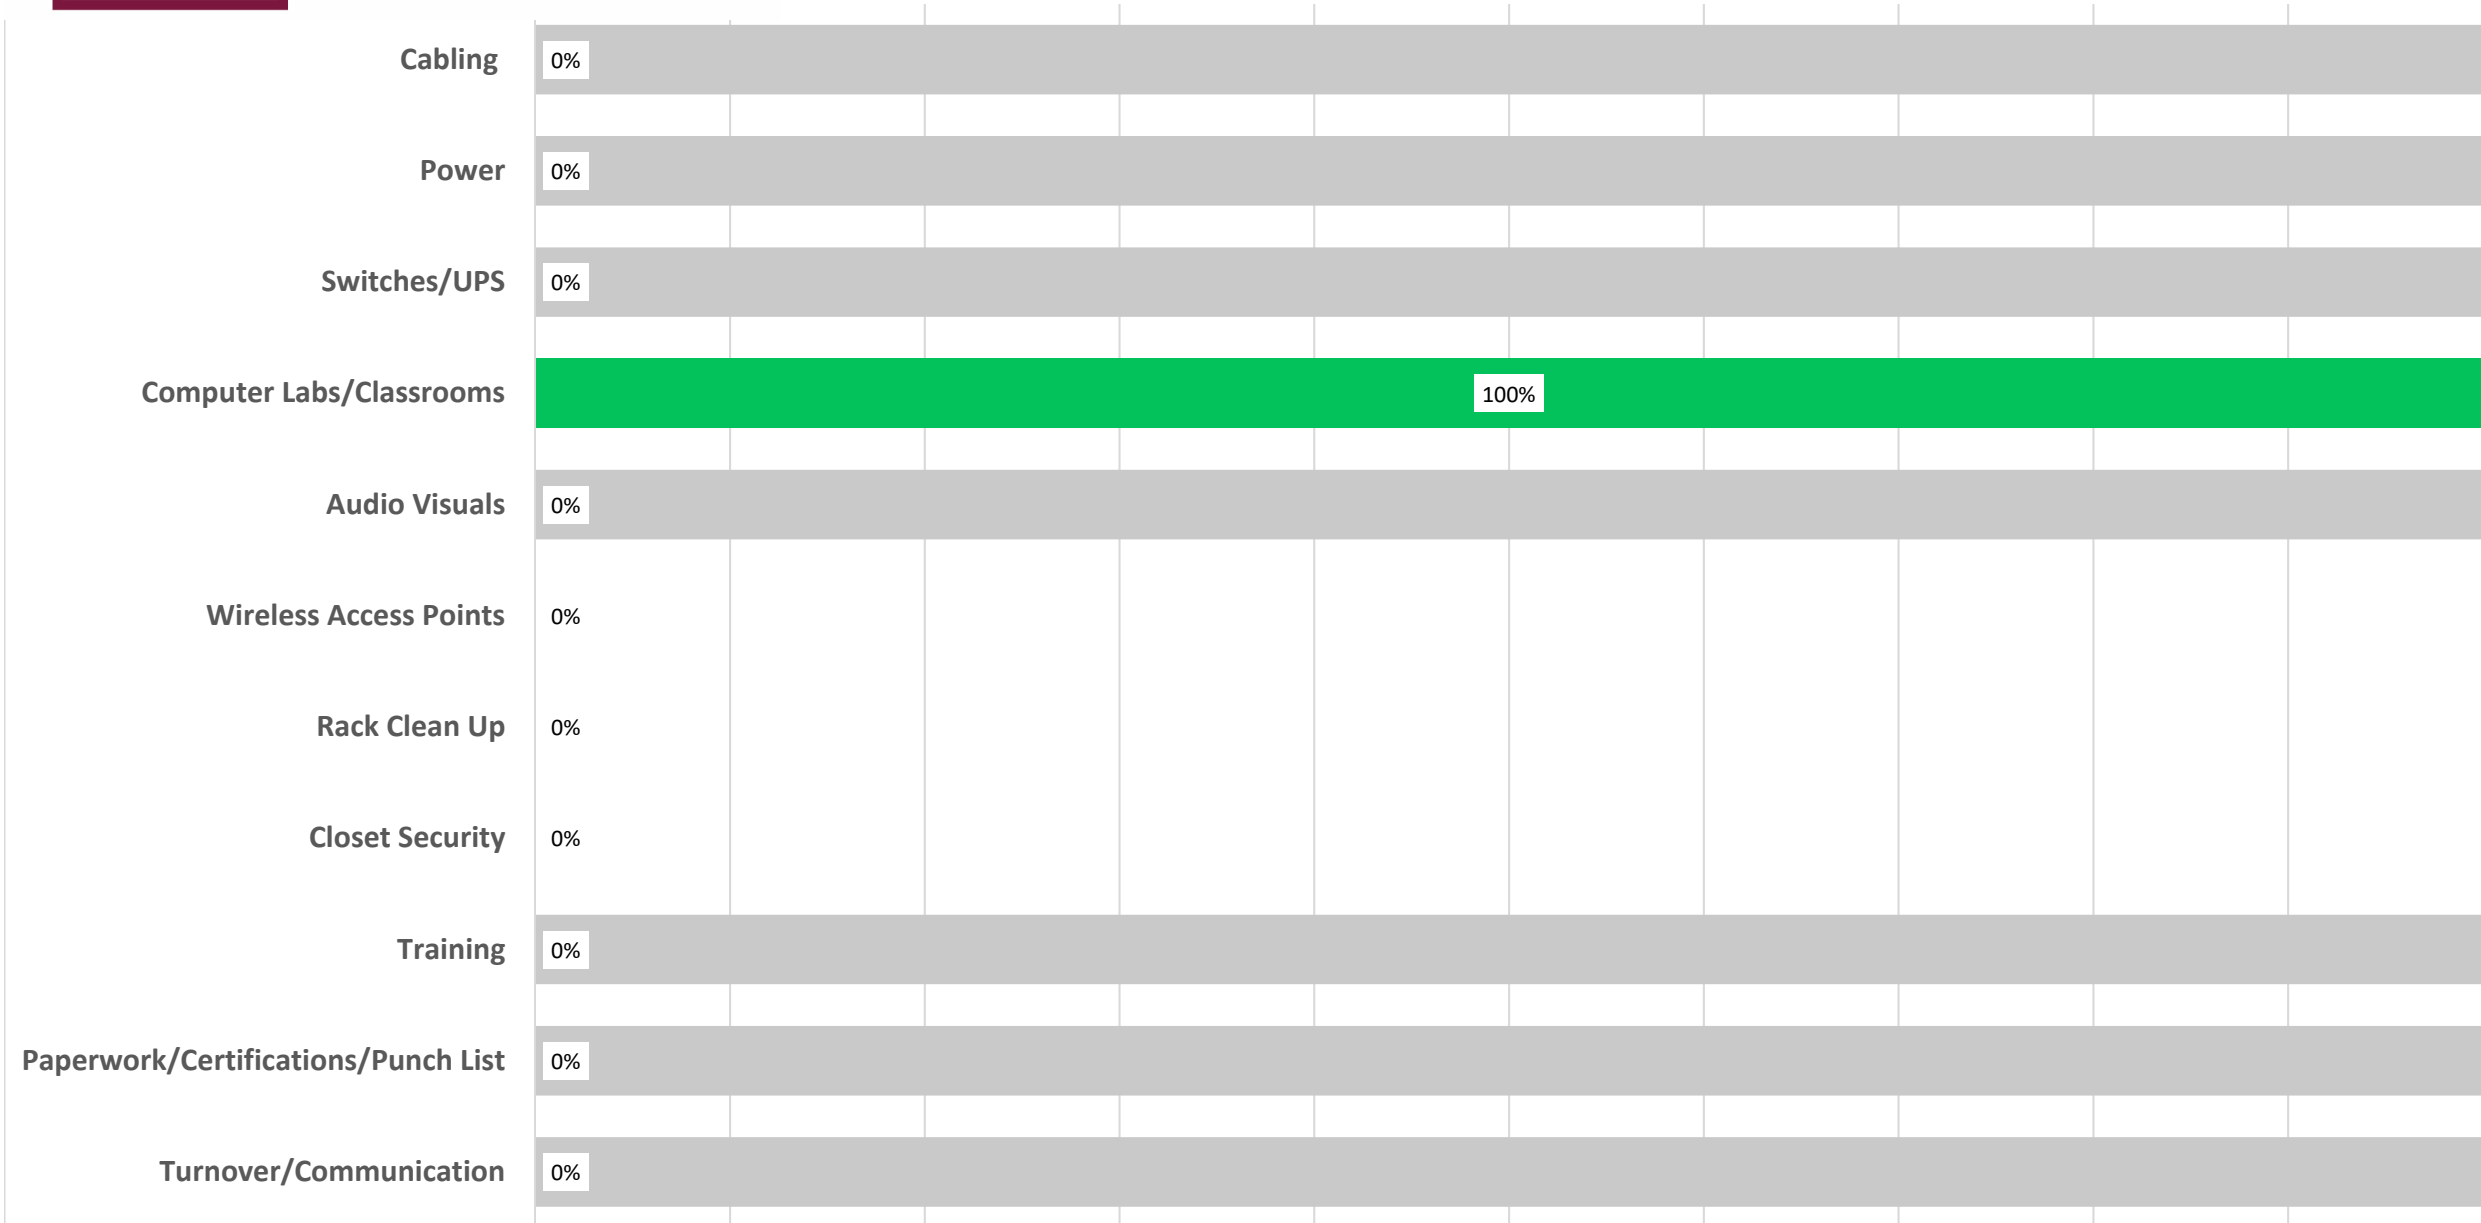 Cabling 0%
Power 0%
Switches/UPS 0%
Computer Labs/Classrooms 100%
Audio Visuals 0%
Wireless Access Points 0%
Rack Clean Up 0%
Closet Security 0%
Training 0%
Paperwork/Certifications/Punch List 0%
Turnover/Communication 0%